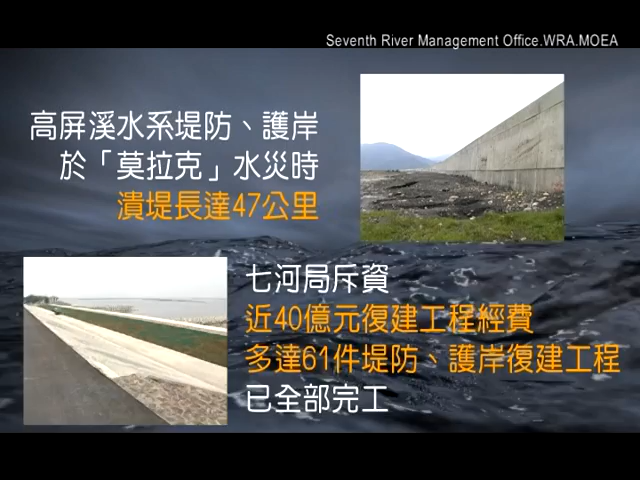 Seventh River Management Office.WRA.MOEA
高屏溪水系堤防、護岸
於「莫拉克」水災時
潰堤長達47公里
七河局斥資
近40億元復建工程經費
多達61件堤防、護岸復建工程
已全部完工